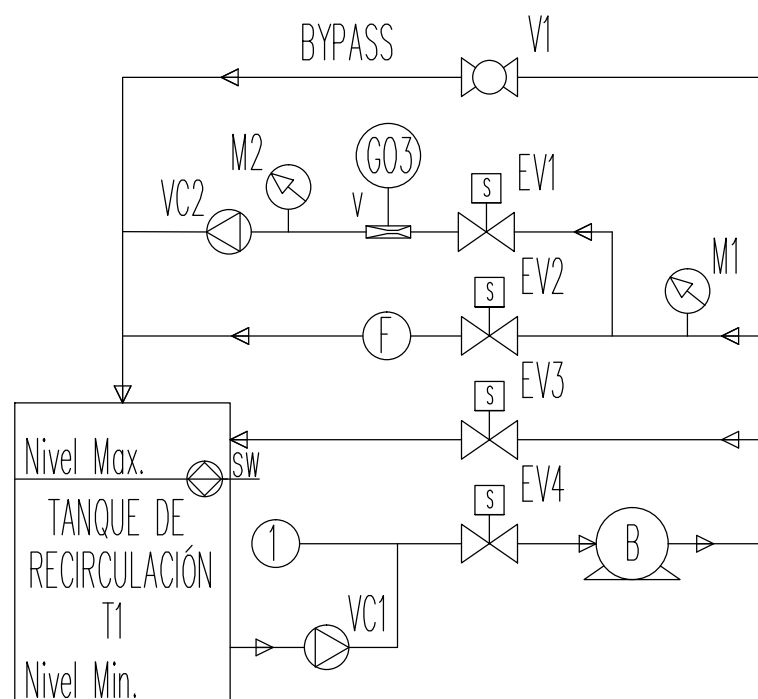 BYPASS
V1
M2
G03
S
EV1
VC2
V
M1
S
EV2
F
S
EV3
Nivel Max.
SW
S
EV4
TANQUE DE
RECIRCULACIÓN
T1
1
B
VC1
Nivel Min.